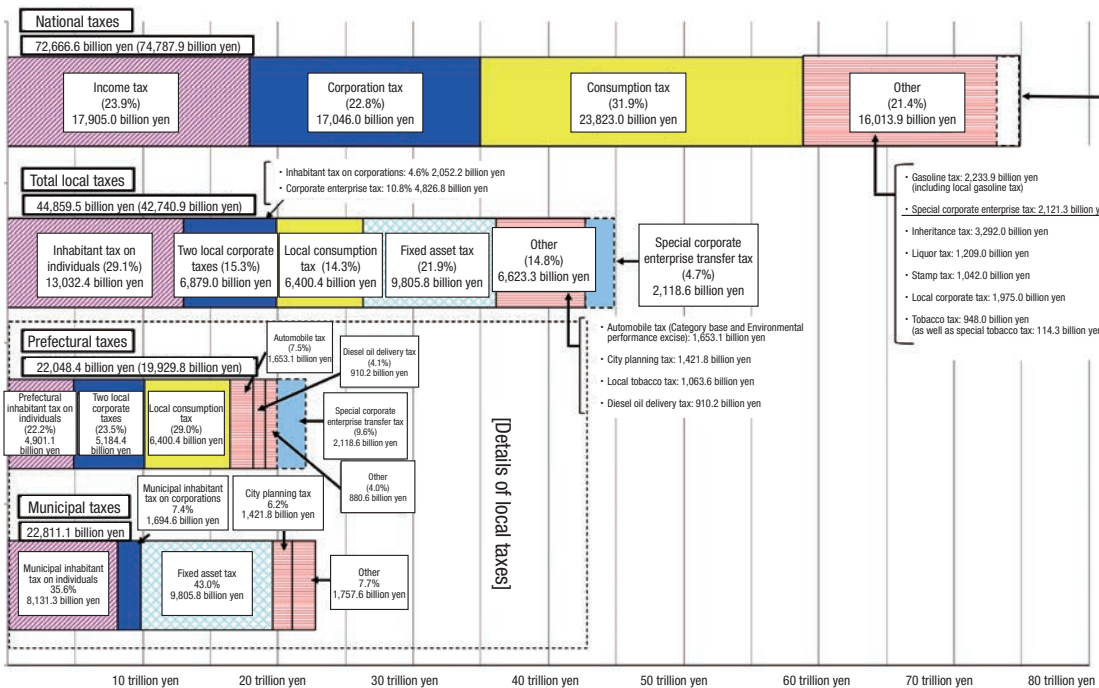 National taxes
72,666.6 billion yen (74,787.9 billion yen)
Income tax
(23.9%)
17,905.0 billion yen
Corporation tax
(22.8%)
17,046.0 billion yen
Consumption tax
(31.9%)
23,823.0 billion yen
Other
(21.4%)
16,013.9 billion yen
・Gasoline tax: 2,233.9 billion yen
(including local gasoline tax)
・Special corporate enterprise tax: 2,121.3 billion y
・Inheritance tax: 3,292.0 billion yen
・Liquor tax: 1,209.0 billion yen
・Stamp tax: 1,042.0 billion yen
・Local corporate tax: 1,975.0 billion yen
・Tobacco tax: 948.0 billion yen
(as well as special tobacco tax: 114.3 billion yen
・Inhabitant tax on corporations: 4.6% 2,052.2 billion yen
・Corporate enterprise tax: 10.8% 4,826.8 billion yen
Total local taxes
44,859.5 billion yen (42,740.9 billion yen)
Inhabitant tax on
individuals (29.1%)
13,032.4 billion yen
Two local corporate
taxes (15.3%)
6,879.0 billion yen
Local consumption
tax (14.3%)
6,400.4 billion yen
Fixed asset tax
(21.9%)
9,805.8 billion yen
Other
(14.8%)
6,623.3 billion yen
Special corporate
enterprise transfer tax
(4.7%)
2,118.6 billion yen
・Automobile tax (Category base and Environmental
performance excise): 1,653.1 billion yen
・City planning tax: 1,421.8 billion yen
・Local tobacco tax: 1,063.6 billion yen
・Diesel oil delivery tax: 910.2 billion yen
Prefectural taxes
22,048.4 billion yen (19,929.8 billion yen)
Automobile tax
(7.5%)
1,653.1 billion yen
Diesel oil delivery tax
(4.1%)
910.2 billion yen
Prefectural
inhabitant tax on
individuals
(22.2%)
4,901.1
billion yen
Two local
corporate
taxes
(23.5%)
5,184.4
billion yen
Local consumption
tax
(29.0%)
6,400.4 billion yen
Special corporate
enterprise transfer tax
(9.6%)
2,118.6 billion yen
Other
(4.0%)
880.6 billion yen
[Details of local taxes]
Municipal taxes
22,811.1 billion yen
Municipal inhabitant
tax on corporations
7.4%
1,694.6 billion yen
City planning tax
6.2%
1,421.8 billion yen
Municipal inhabitant
tax on individuals
35.6%
8,131.3 billion yen
Fixed asset tax
43.0%
9,805.8 billion yen
Other
7.7%
1,757.6 billion yen
10 trillion yen
20 trillion yen
30 trillion yen
40 trillion yen
50 trillion yen
60 trillion yen
70 trillion yen
80 trillion yen